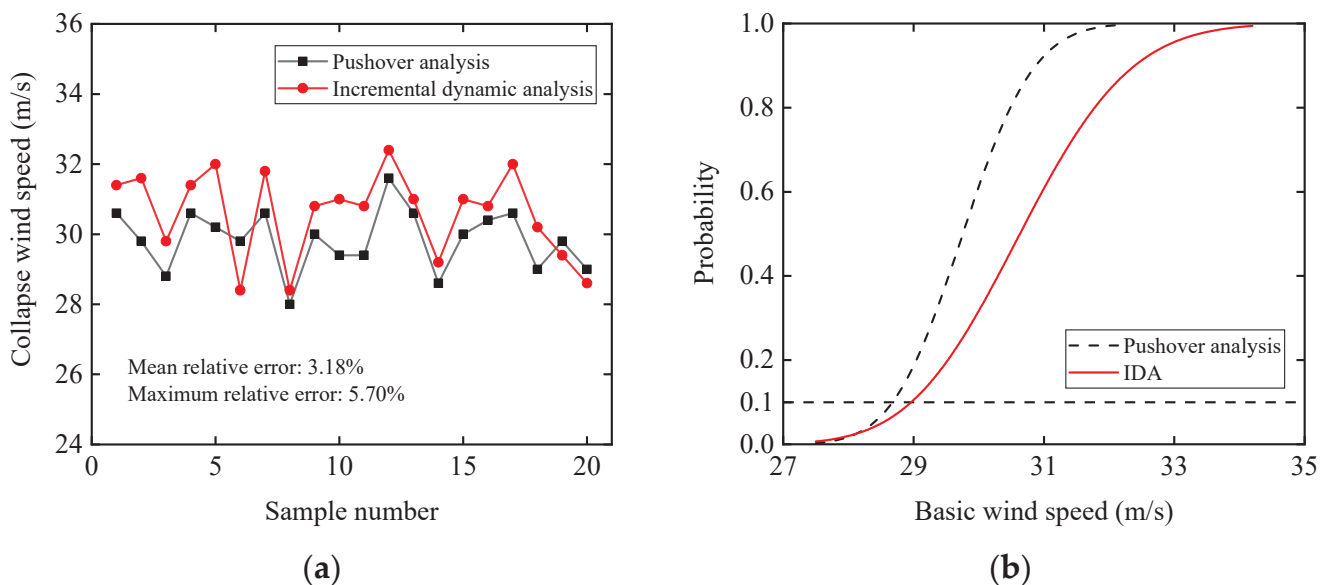 36
34
32
30
28
26
24
Collapse wind speed (m/s)
Pushover analysis
Incremental dynamic analysis
Mean relative error: 3.18%
Maximum relative error: 5.70%
0 5 10 15 20
Sample number
(a)
1.0
0.8
0.6
0.4
0.2
0.1
0.0
Probability
Pushover analysis
IDA
27 29 31 33 35
Basic wind speed (m/s)
(b)